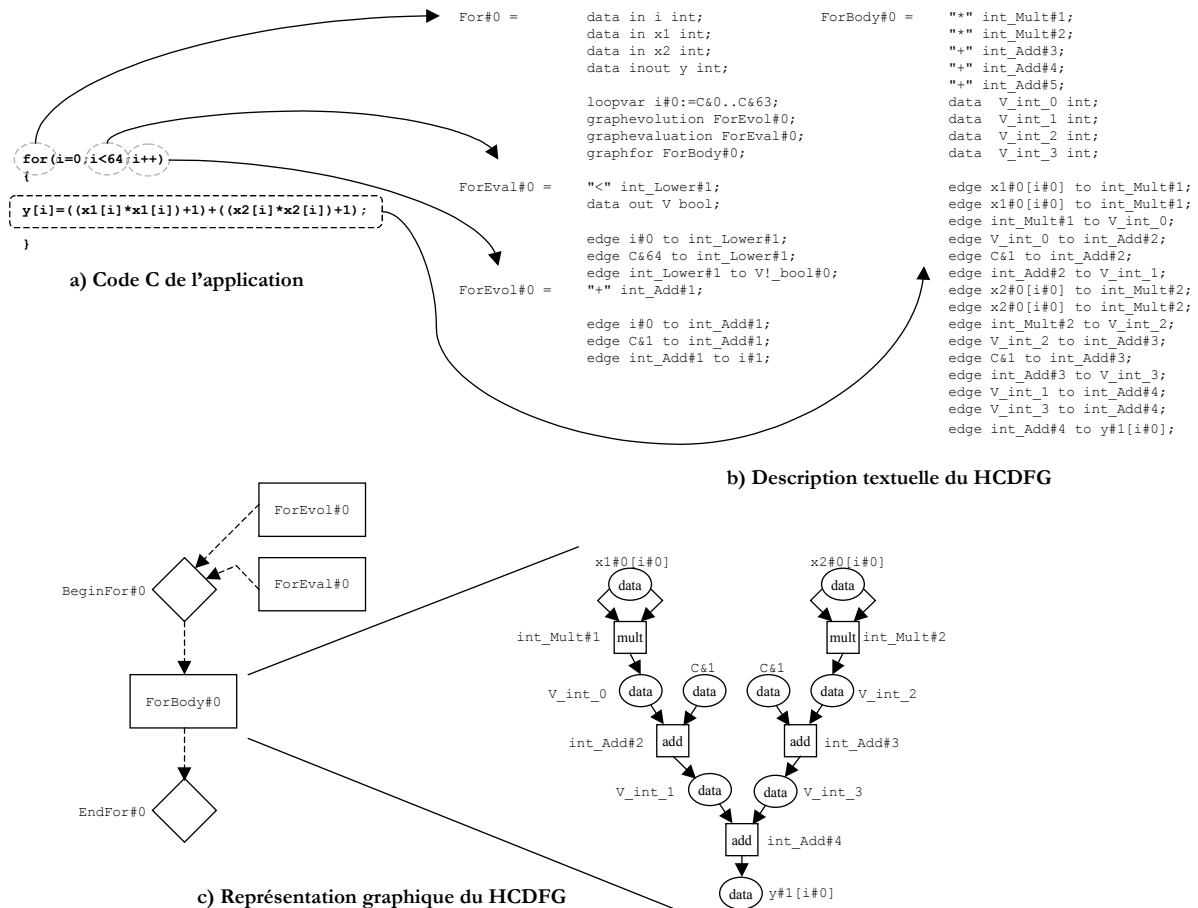 for(i=0;i<64;i++)
{
y[i]=((x1[i]*x1[i])+1)+((x2[i]*x2[i])+1);
}
a) Code C de l'application
For#0 =
data in i int;
data in x1 int;
data in x2 int;
data inout y int;
loopvar i#0:=C&0..C&63;
graphevolution ForEvol#0;
graphevaluation ForEval#0;
graphfor ForBody#0;
ForEval#0 =
"<" int_Lower#1;
data out V bool;
edge i#0 to int_Lower#1;
edge C&64 to int_Lower#1;
edge int_Lower#1 to V!_bool#0;
ForEvol#0 =
"+" int_Add#1;
edge i#0 to int_Add#1;
edge C&1 to int_Add#1;
edge int_Add#1 to i#1;
ForBody#0 =
"*" int_Mult#1;
"*" int_Mult#2;
"+" int_Add#3;
"+" int_Add#4;
"+" int_Add#5;
data  V_int_0 int;
data  V_int_1 int;
data  V_int_2 int;
data  V_int_3 int;
edge x1#0[i#0] to int_Mult#1;
edge x1#0[i#0] to int_Mult#1;
edge int_Mult#1 to V_int_0;
edge V_int_0 to int_Add#2;
edge C&1 to int_Add#2;
edge int_Add#2 to V_int_1;
edge x2#0[i#0] to int_Mult#2;
edge x2#0[i#0] to int_Mult#2;
edge int_Mult#2 to V_int_2;
edge V_int_2 to int_Add#3;
edge C&1 to int_Add#3;
edge int_Add#3 to V_int_3;
edge V_int_1 to int_Add#4;
edge V_int_3 to int_Add#4;
edge int_Add#4 to y#1[i#0];
b) Description textuelle du HCDFG
ForEvol#0
ForEval#0
BeginFor#0
ForBody#0
EndFor#0
x1#0[i#0]
x2#0[i#0]
data
data
int_Mult#1
mult
mult
int_Mult#2
C&1
C&1
V_int_0
data
data
data
data
V_int_2
int_Add#2
add
add
int_Add#3
V_int_1
data
data
V_int_3
add
int_Add#4
data
y#1[i#0]
c) Représentation graphique du HCDFG